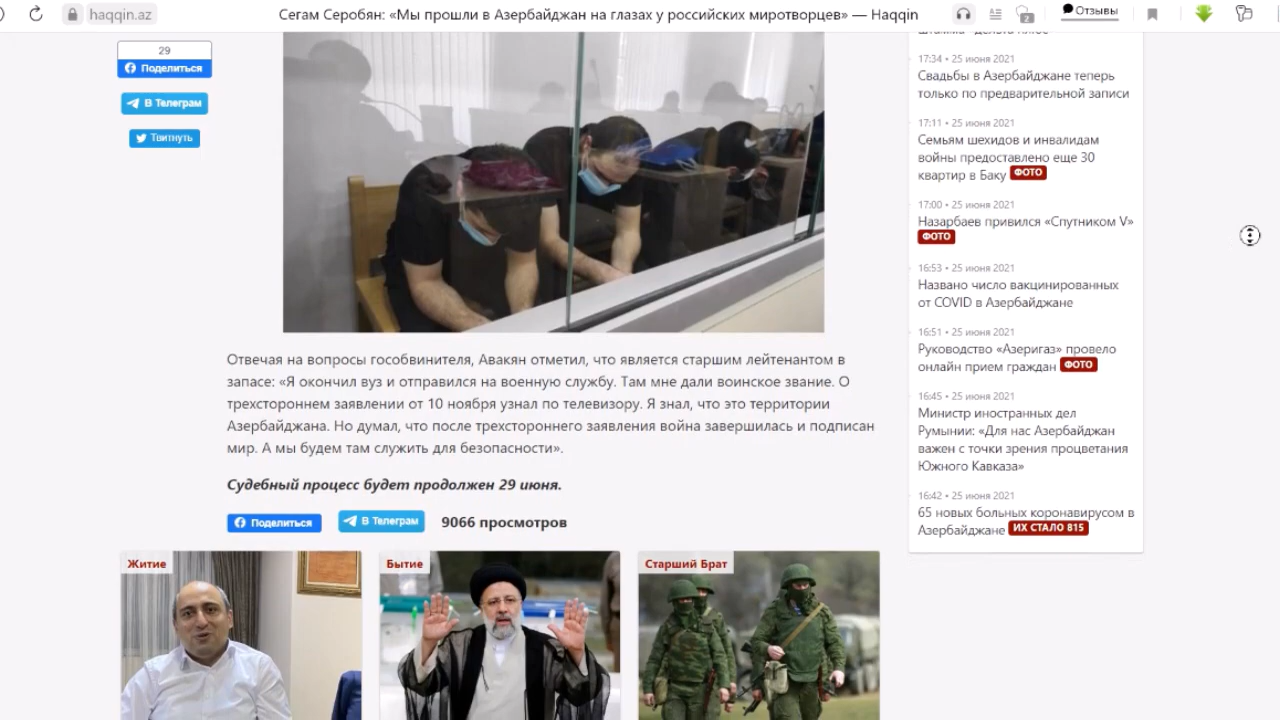 haqqin.az
Сегам Серобян: «Мы прошли в Азербайджан на глазах у российских миротворцев» — Haqqin
2
Отзывы
29
Поделиться
В Телеграм
Твитнуть
Отвечая на вопросы гособвинителя, Авакян отметил, что является старшим лейтенантом в
запасе: «Я окончил вуз и отправился на военную службу. Там мне дали воинское звание. О
трехстороннем заявлении от 10 ноября узнал по телевизору. Я знал, что это территории
Азербайджана. Но думал, что после трехстороннего заявления война завершилась и подписан
мир. А мы будем там служить для безопасности».
Судебный процесс будет продолжен 29 июня.
Поделиться
В Телеграм
9066 просмотров
Житие
Бытие
Старший Брат
17:34 • 25 июня 2021
Свадьбы в Азербайджане теперь
только по предварительной записи
17:11 • 25 июня 2021
Семьям шехидов и инвалидам
войны предоставлено еще 30
квартир в Баку ФОТО
17:00 • 25 июня 2021
Назарбаев привился «Спутником V»
ФОТО
16:53 • 25 июня 2021
Названо число вакцинированных
от COVID в Азербайджане
16:51 • 25 июня 2021
Руководство «Азеригаз» провело
онлайн прием граждан ФОТО
16:45 • 25 июня 2021
Министр иностранных дел
Румынии: «Для нас Азербайджан
важен с точки зрения процветания
Южного Кавказа»
16:42 • 25 июня 2021
65 новых больных коронавирусом в
Азербайджане ИХ СТАЛО 815